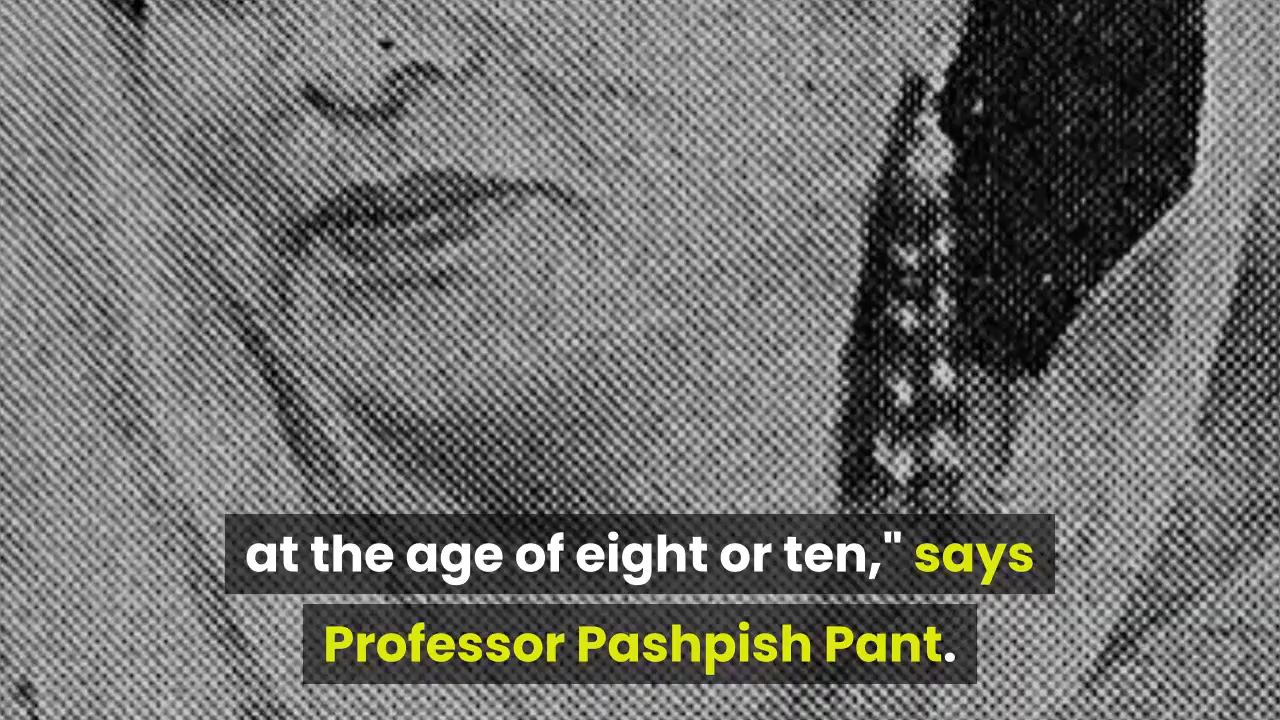 at the age of eight or ten," says
Professor Pashpish Pant.